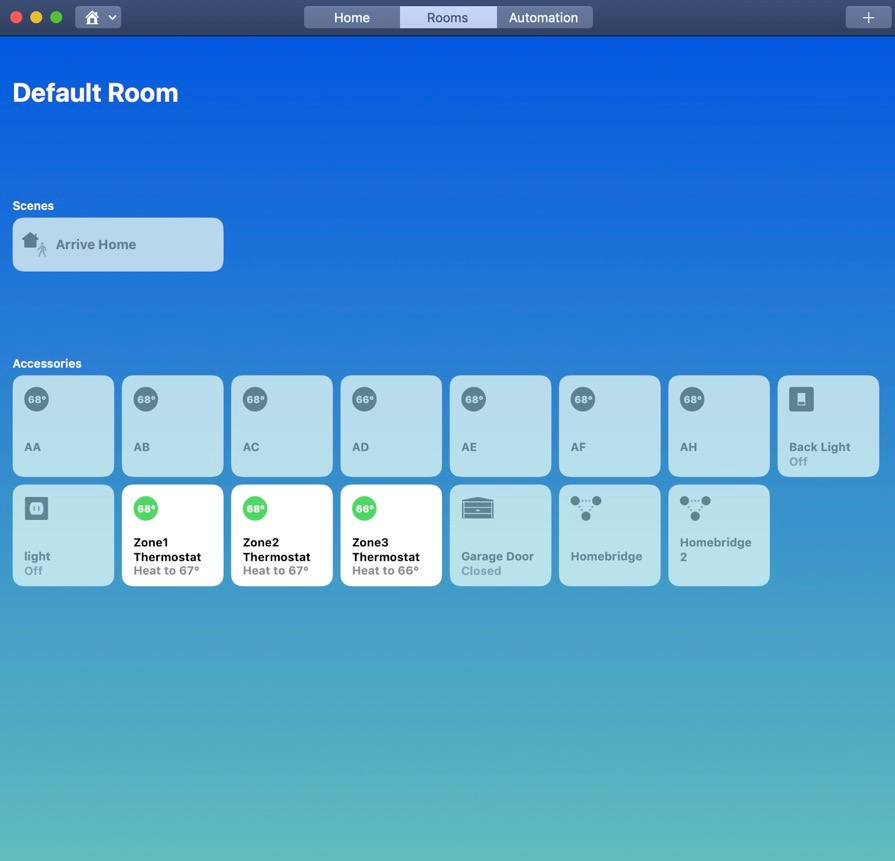 Home Rooms Automation
Default Room
Scenes
Arrive Home
Accessories
68° 68° 68° 66° 68° 68° 68°
AA AB AC AD AE AF AH Back Light
Off
68° 68° 66°
light Zone1 Thermostat Zone2 Thermostat Zone3 Thermostat Garage Door Homebridge Homebridge 2
Off Heat to 67° Heat to 67° Heat to 66° Closed